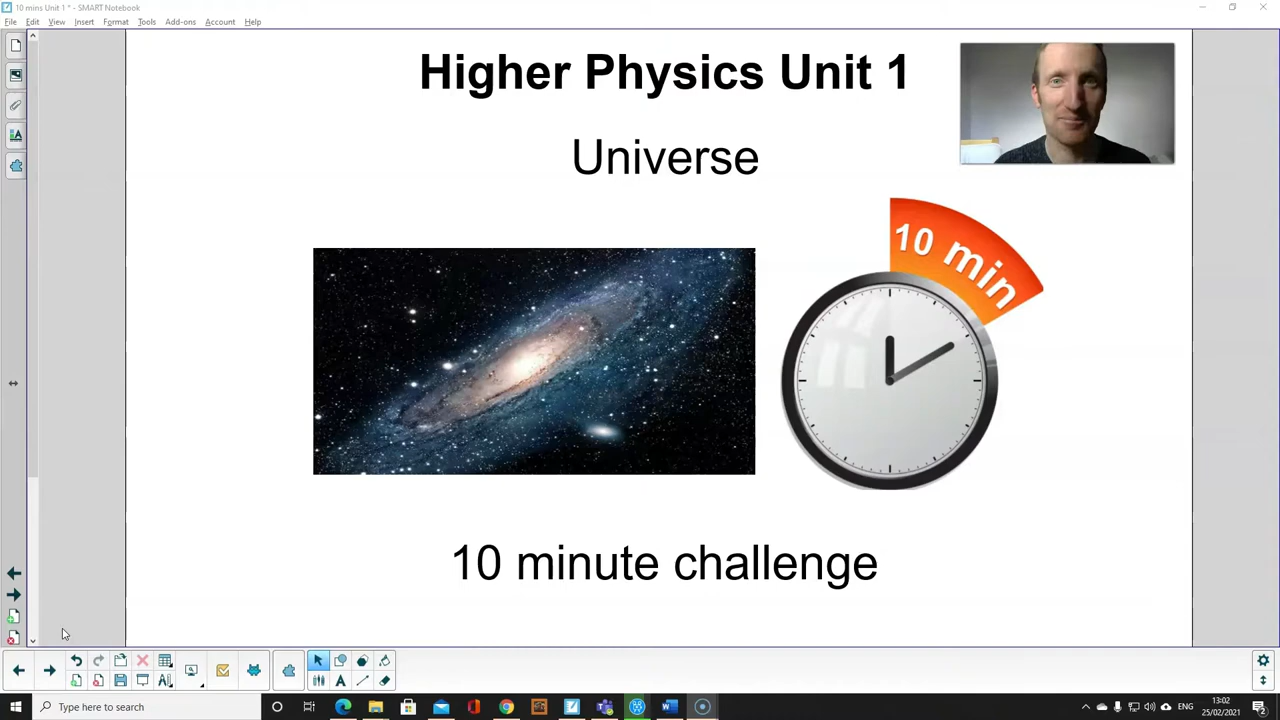 10 mins Unit 1 * - SMART Notebook
File Edit View Insert Format Tools Add-ons Account Help
Higher Physics Unit 1
Universe
10 min
10 minute challenge
Type here to search
ENG
13:02
25/02/2021